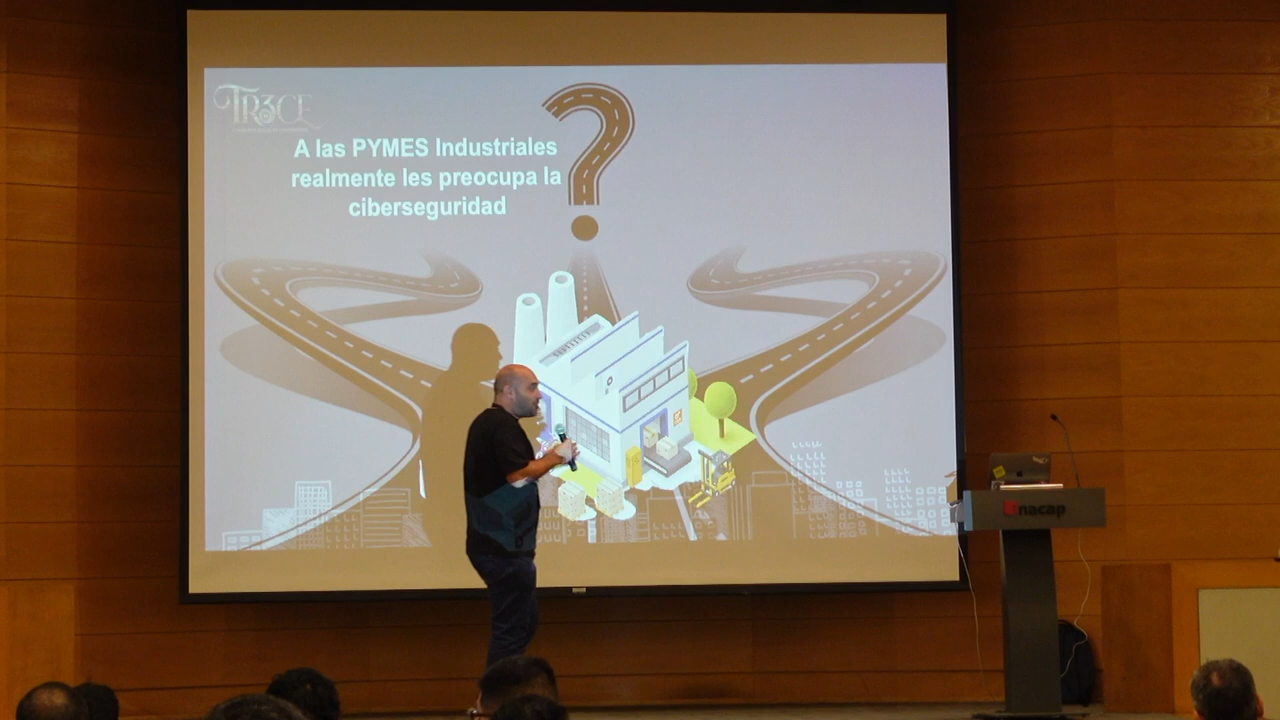 TR3CE
A las PYMES Industriales
realmente les preocupa la
ciberseguridad
inacap